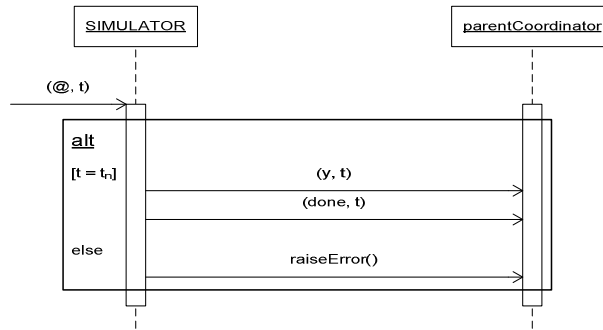 SIMULATOR
parentCoordinator
(@, t)
alt
[t = tₙ]
(y, t)
(done, t)
else
raiseError()